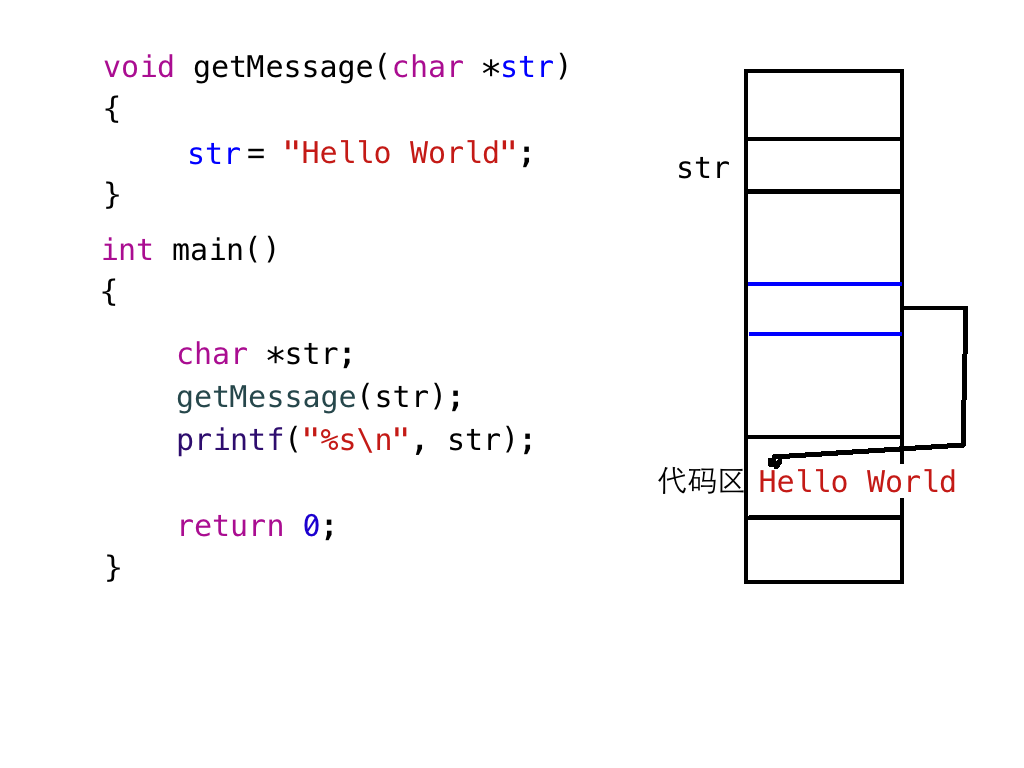 void getMessage(char *str)
{
str = "Hello World";
}
int main()
{
char *str;
getMessage(str);
printf("%s\n", str);
return 0;
}
str
代码区 Hello World